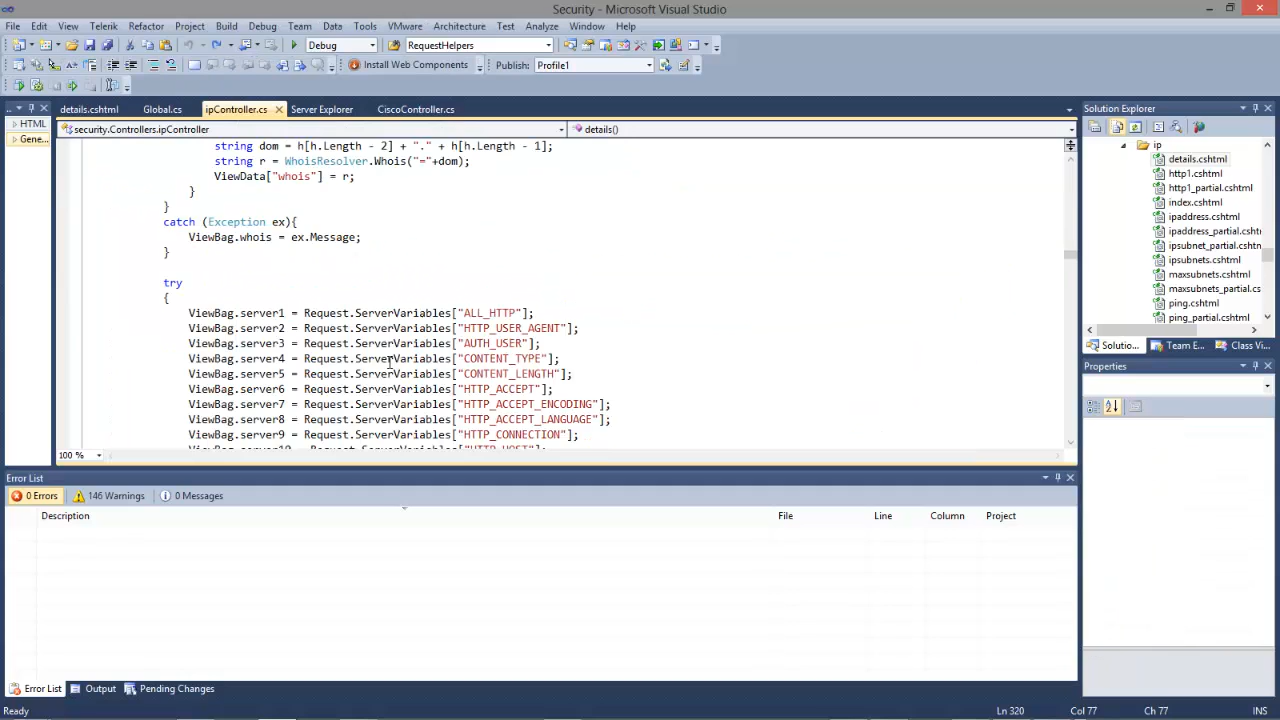 Security - Microsoft Visual Studio
File Edit View Telerik Refactor Project Build Debug Team Data Tools VMware Architecture Test Analyze Window Help
Debug RequestHelpers
Install Web Components Publish: Profile1
details.cshtml Global.cs ipController.cs Server Explorer CiscoController.cs
Solution Explorer
HTML
Gene...
security.Controllers.ipController details()
string dom = h[h.Length - 2] + "." + h[h.Length - 1];
string r = WhoisResolver.Whois("="+dom);
ViewData["whois"] = r;
}
}
catch (Exception ex){
ViewBag.whois = ex.Message;
}
try
{
ViewBag.server1 = Request.ServerVariables["ALL_HTTP"];
ViewBag.server2 = Request.ServerVariables["HTTP_USER_AGENT"];
ViewBag.server3 = Request.ServerVariables["AUTH_USER"];
ViewBag.server4 = Request.ServerVariables["CONTENT_TYPE"];
ViewBag.server5 = Request.ServerVariables["CONTENT_LENGTH"];
ViewBag.server6 = Request.ServerVariables["HTTP_ACCEPT"];
ViewBag.server7 = Request.ServerVariables["HTTP_ACCEPT_ENCODING"];
ViewBag.server8 = Request.ServerVariables["HTTP_ACCEPT_LANGUAGE"];
ViewBag.server9 = Request.ServerVariables["HTTP_CONNECTION"];
ViewBag.server10 = Request.ServerVariables["HTTP_HOST"];
100 %
ip
details.cshtml
http1.cshtml
http1_partial.cshtml
index.cshtml
ipaddress.cshtml
ipaddress_partial.cshtml
ipsubnet_partial.cshtml
ipsubnets.cshtml
maxsubnets.cshtml
maxsubnets_partial.cs
ping.cshtml
ping_partial.cshtml
Solutio... Team E... Class Vi...
Properties
Error List
0 Errors 146 Warnings 0 Messages
Description File Line Column Project
Error List Output Pending Changes
Ready Ln 320 Col 77 Ch 77 INS